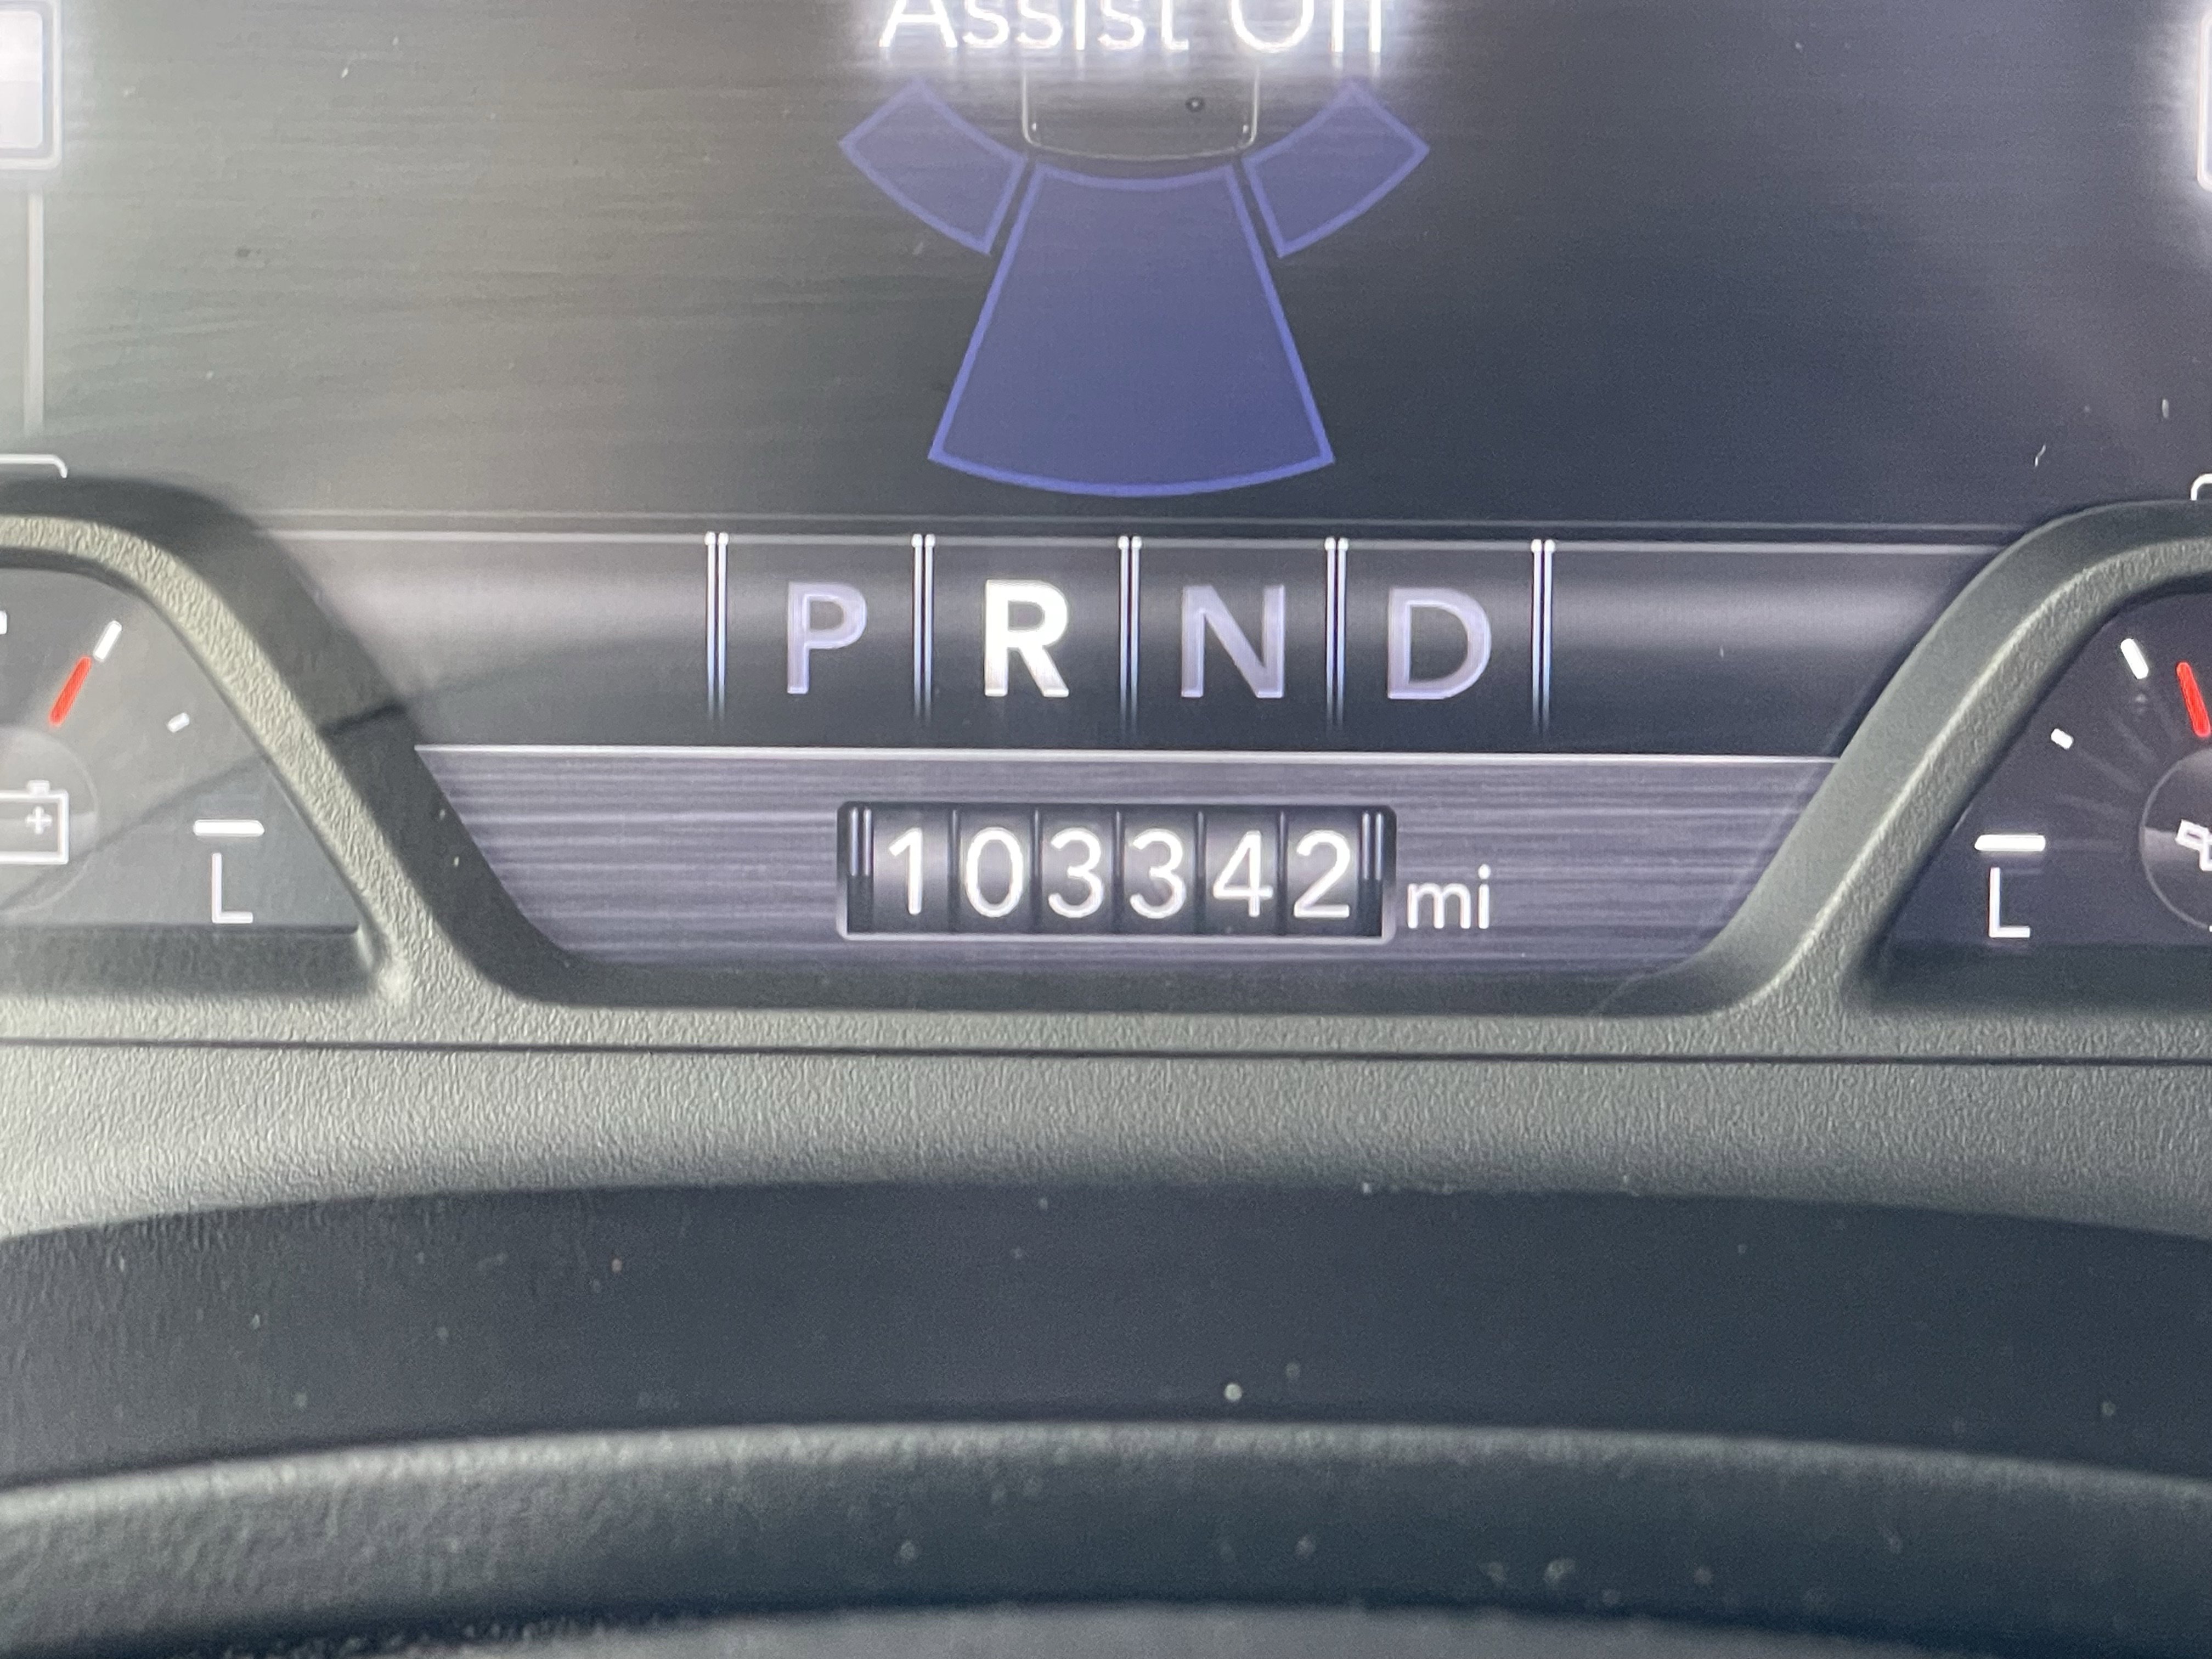 Assist Off
P R N D
103342 mi
L
L